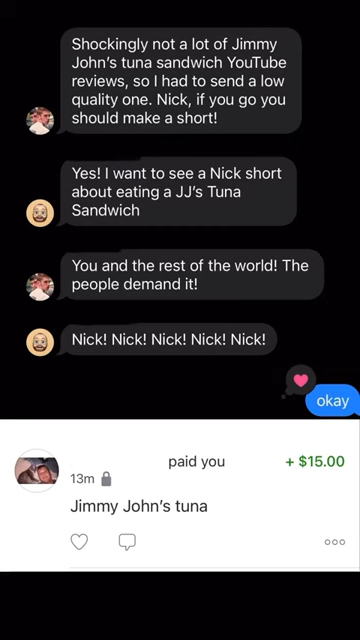 Shockingly not a lot of Jimmy
John's tuna sandwich YouTube
reviews, so I had to send a low
quality one. Nick, if you go you
should make a short!
Yes! I want to see a Nick short
about eating a JJ's Tuna
Sandwich
You and the rest of the world! The
people demand it!
Nick! Nick! Nick! Nick! Nick!
okay
paid you + $15.00
13m
Jimmy John's tuna